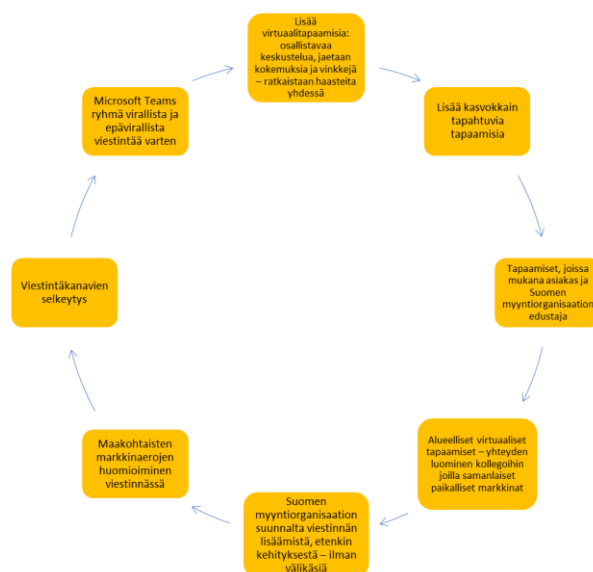 Lisää
virtuaalitapaamisia:
osallistavaa
keskustelua, jaetaan
kokemuksia ja vinkkejä
– ratkaistaan haasteita
yhdessä
Lisää kasvokkain
tapahtuvia
tapaamisia
Tapaamiset, joissa
mukana asiakas ja
Suomen
myyntiorganisaation
edustaja
Alueelliset virtuaaliset
tapaamiset – yhteyden
luominen kollegoihin
joilla samanlaiset
paikalliset markkinat
Suomen
myyntiorganisaation
suunnalta viestinnän
lisäämistä, etenkin
kehityksestä – ilman
välikäsiä
Maakohtaisten
markkinaerojen
huomioiminen
viestinnässä
Viestintäkanavien
selkeytys
Microsoft Teams
ryhmä virallista ja
epävirallista
viestintää varten